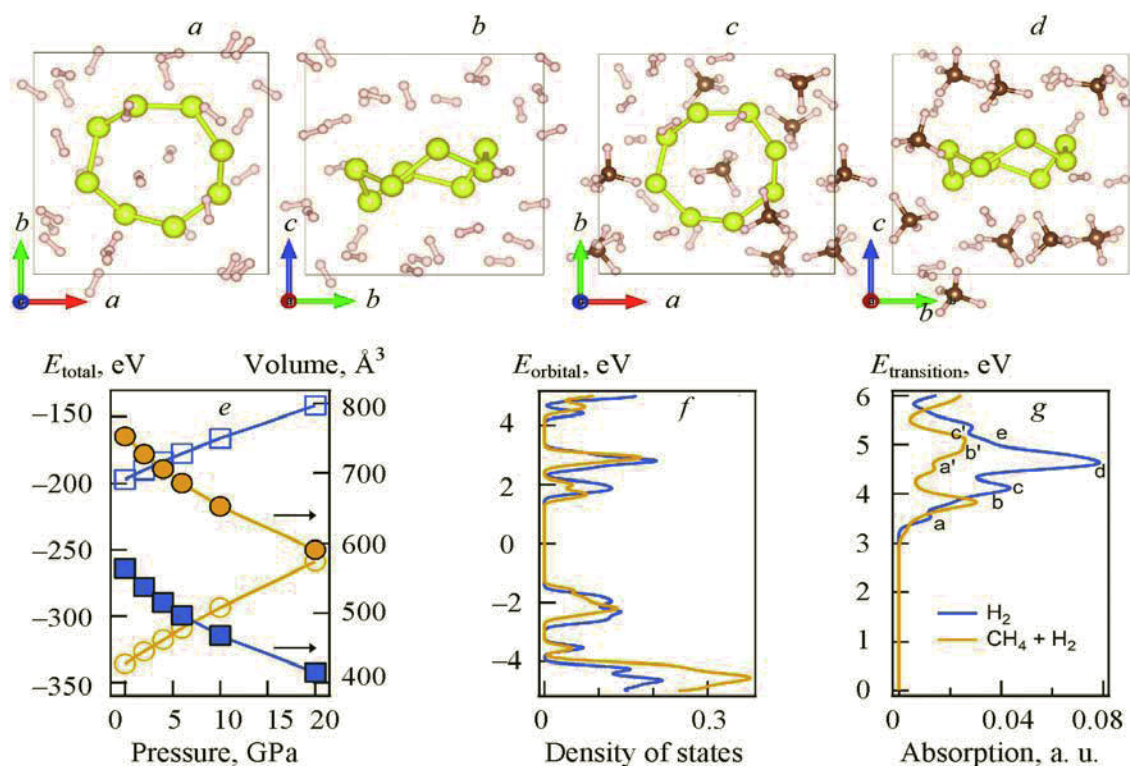 a
b
c
d
b
a
c
b
b
a
c
b
E_total, eV
Volume, Å³
−150
−200
−250
−300
−350
e
800
700
600
500
400
0
5
10
15
20
Pressure, GPa
E_orbital, eV
f
4
2
0
−2
−4
0
0.3
Density of states
E_transition, eV
g
6
5
4
3
2
1
0
c'
e
b'
a'
d
c
b
a
H₂
CH₄ + H₂
0
0.04
0.08
Absorption, a. u.